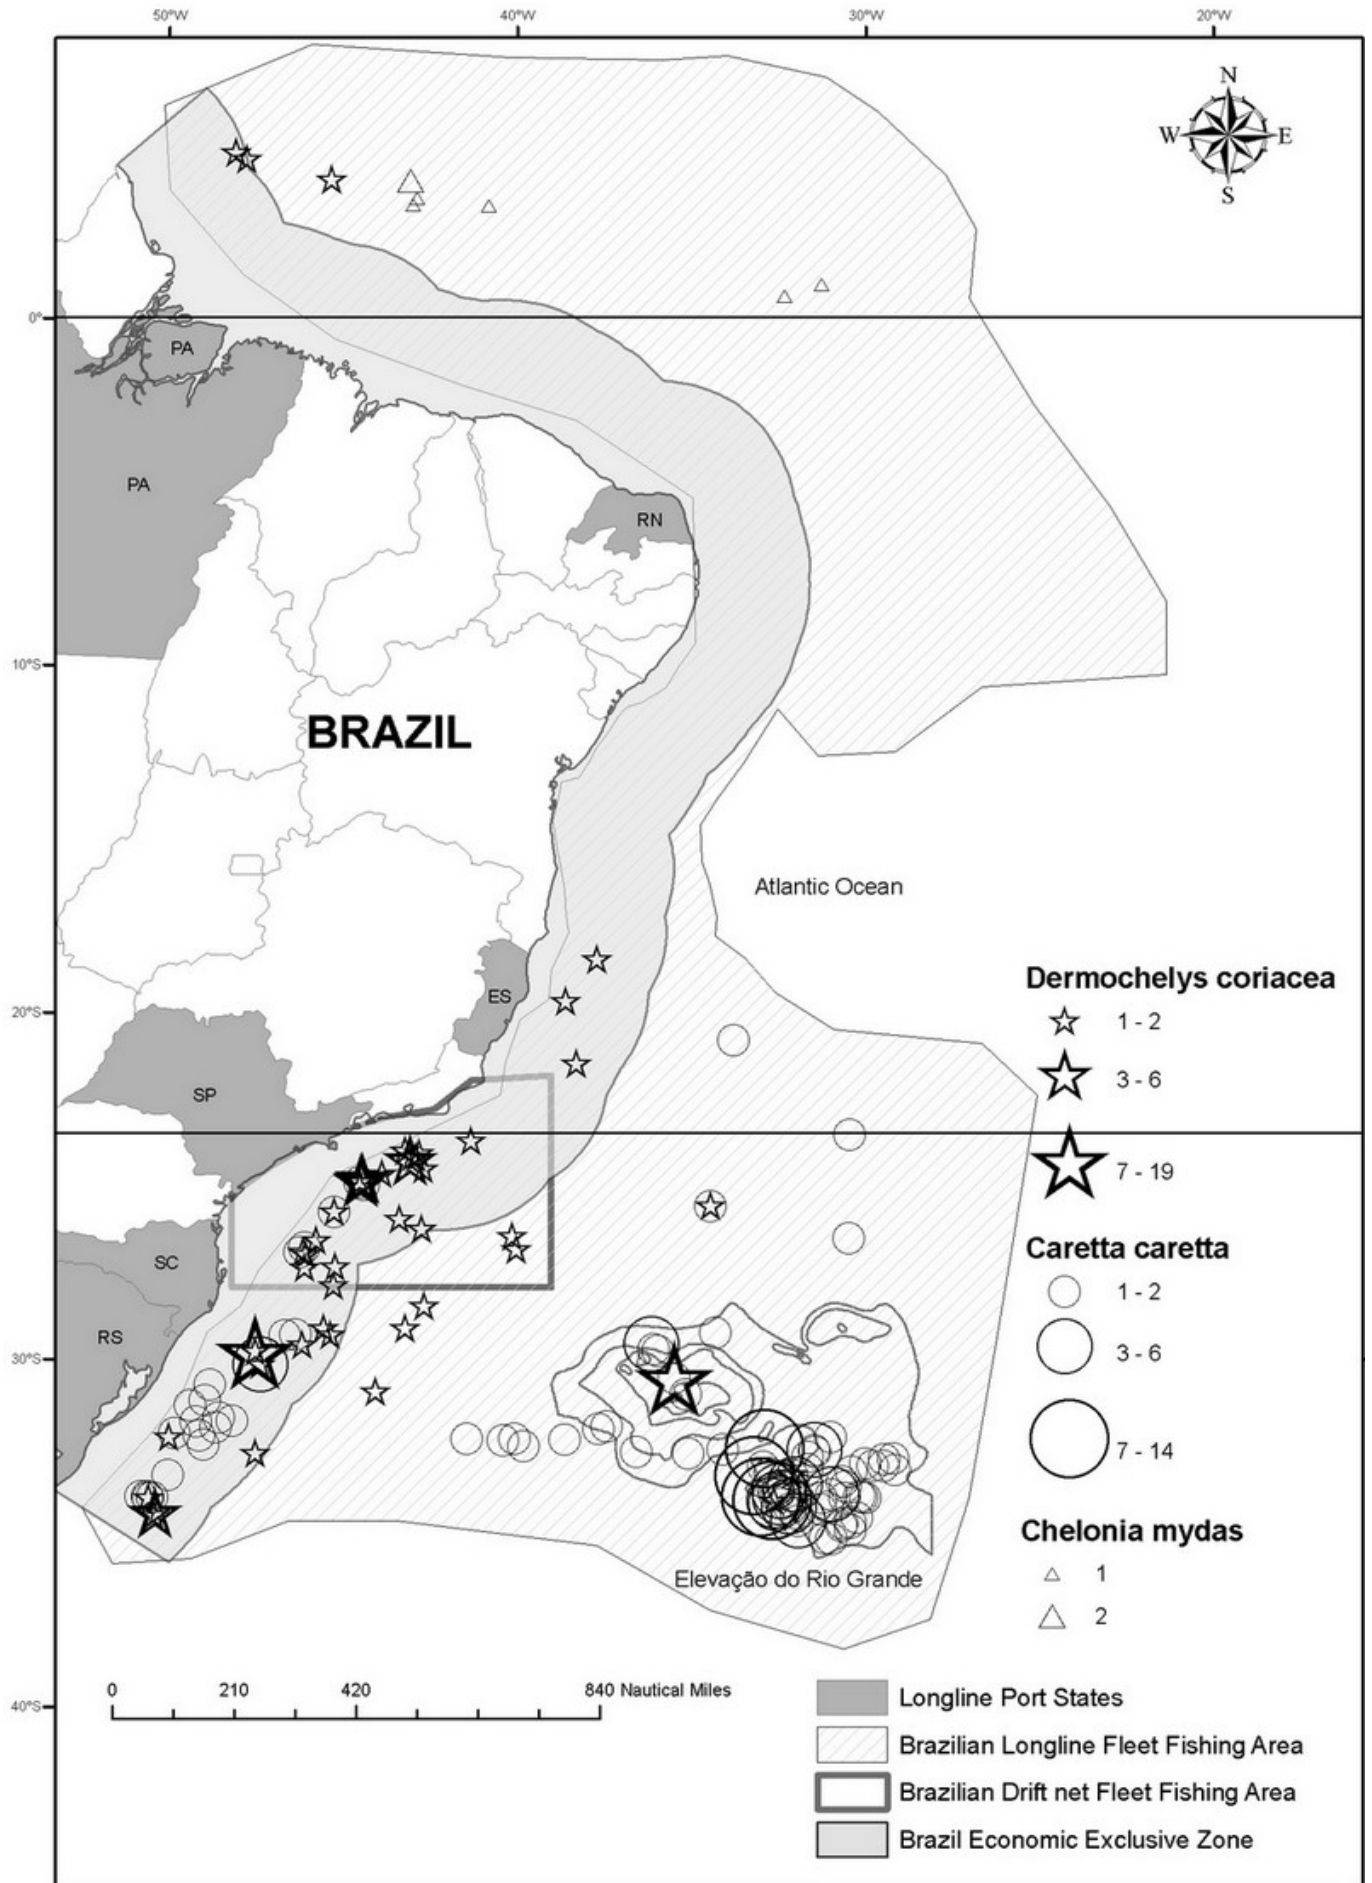 50°W 40°W 30°W 20°W
N
W E
S
0°
PA
PA
RN
10°S
BRAZIL
Atlantic Ocean
ES
20°S
SP
SC
RS
30°S
Elevação do Rio Grande
40°S
Dermochelys coriacea
1 - 2
3 - 6
7 - 19
Caretta caretta
1 - 2
3 - 6
7 - 14
Chelonia mydas
1
2
0 210 420 840 Nautical Miles
Longline Port States
Brazilian Longline Fleet Fishing Area
Brazilian Drift net Fleet Fishing Area
Brazil Economic Exclusive Zone